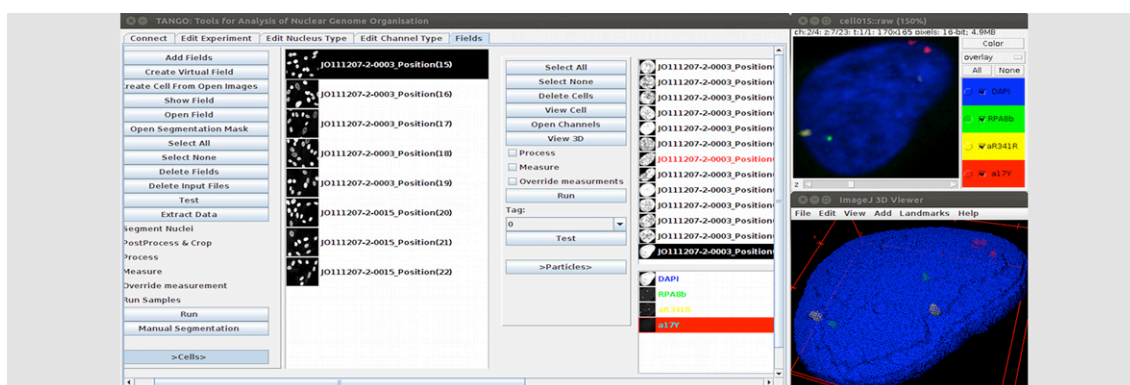 TANGO: Tools for Analysis of Nuclear Genome Organisation
Connect
Edit Experiment
Edit Nucleus Type
Edit Channel Type
Fields
Add Fields
Create Virtual Field
reate Cell From Open Images
Show Field
Open Field
Open Segmentation Mask
Select All
Select None
Delete Fields
Delete Input Files
Test
Extract Data
Segment Nuclei
PostProcess & Crop
Process
Measure
Override measurement
Run Samples
Run
Manual Segmentation
>Cells>
JO111207-2-0003_Position(15)
JO111207-2-0003_Position(16)
JO111207-2-0003_Position(17)
JO111207-2-0003_Position(18)
JO111207-2-0003_Position(19)
JO111207-2-0015_Position(20)
JO111207-2-0015_Position(21)
JO111207-2-0015_Position(22)
Select All
Select None
Delete Cells
View Cell
Open Channels
View 3D
Process
Measure
Override measurments
Run
Tag:
0
Test
>Particles>
JO111207-2-0003_Position
JO111207-2-0003_Position
JO111207-2-0003_Position
JO111207-2-0003_Position
JO111207-2-0003_Position
JO111207-2-0003_Position
JO111207-2-0003_Position
JO111207-2-0003_Position
JO111207-2-0003_Position
JO111207-2-0003_Position
JO111207-2-0003_Position
JO111207-2-0003_Position
JO111207-2-0003_Position
DAPI
RPA8b
aR341R
a17Y
cell015::raw (150%)
ch:2/4; z:7/23; t:1/1; 170x165 pixels; 16-bit; 4.9MB
Color
overlay
All
None
DAPI
RPA8b
aR341R
a17Y
z
ImageJ 3D Viewer
File Edit View Add Landmarks Help